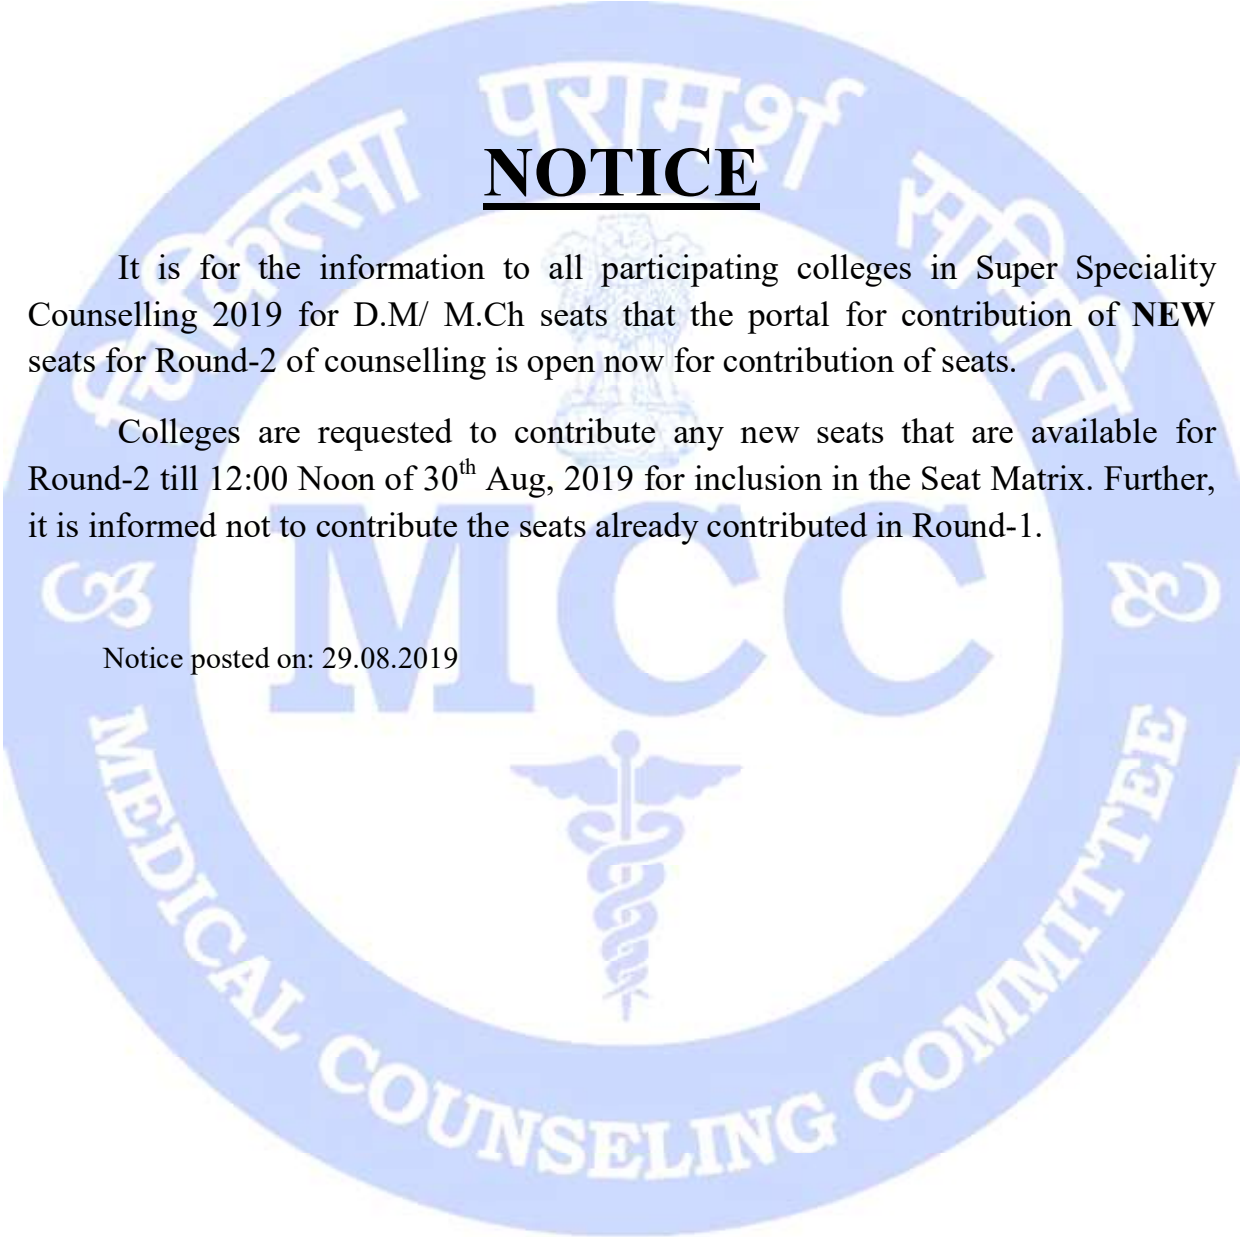 चिकित्सा परामर्श समिति
NOTICE
It is for the information to all participating colleges in Super Speciality
Counselling 2019 for D.M/ M.Ch seats that the portal for contribution of NEW
seats for Round-2 of counselling is open now for contribution of seats.
Colleges are requested to contribute any new seats that are available for
Round-2 till 12:00 Noon of 30th Aug, 2019 for inclusion in the Seat Matrix. Further,
it is informed not to contribute the seats already contributed in Round-1.
MCC
Notice posted on: 29.08.2019
MEDICAL COUNSELING COMMITTEE